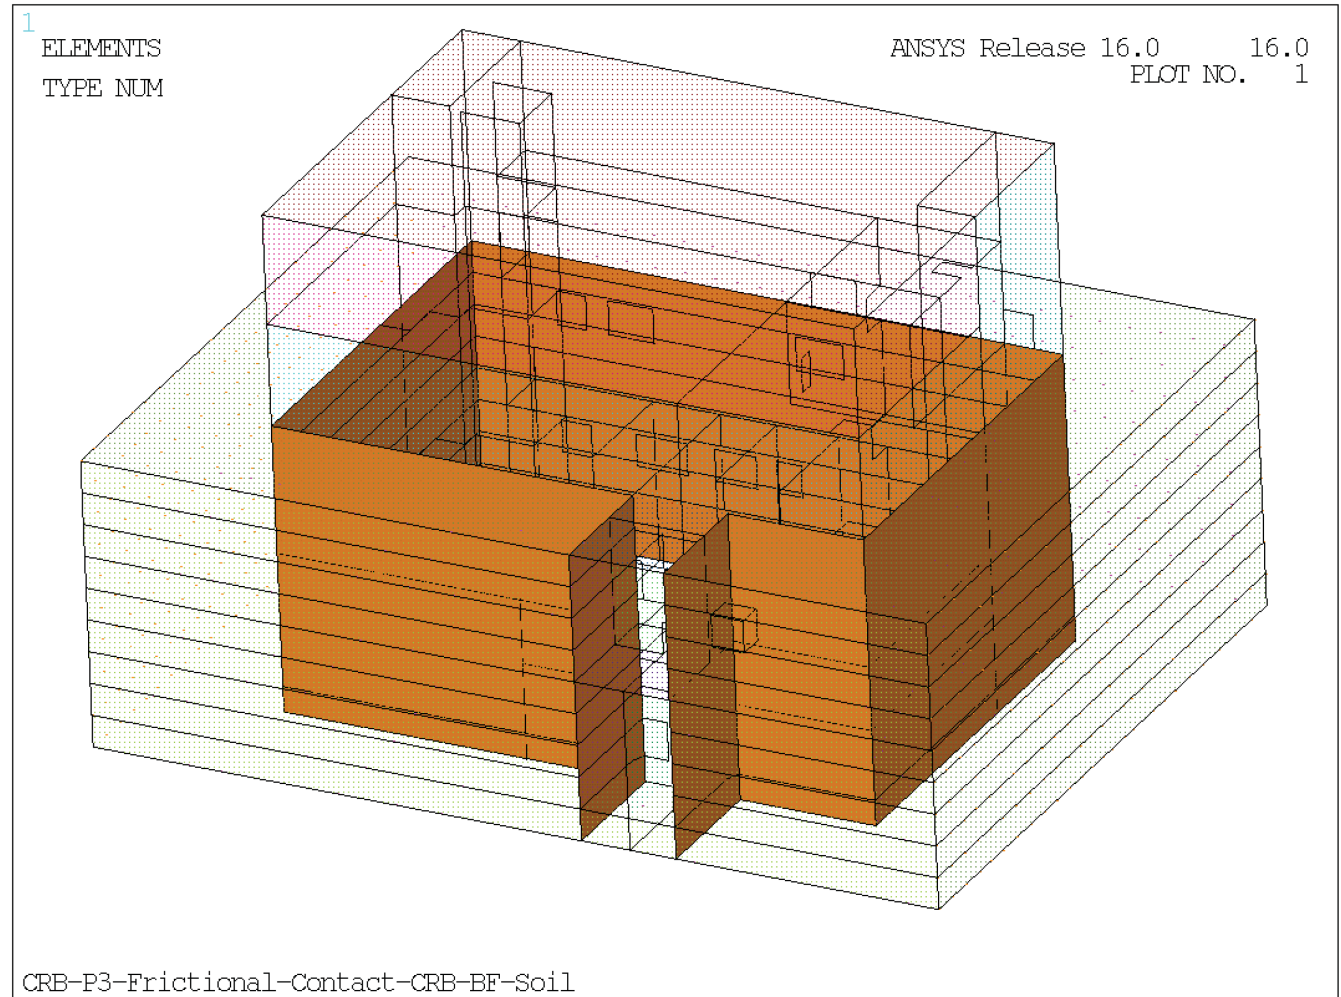 1
ELEMENTS
TYPE NUM
ANSYS Release 16.0 16.0
PLOT NO. 1
CRB-P3-Frictional-Contact-CRB-BF-Soil